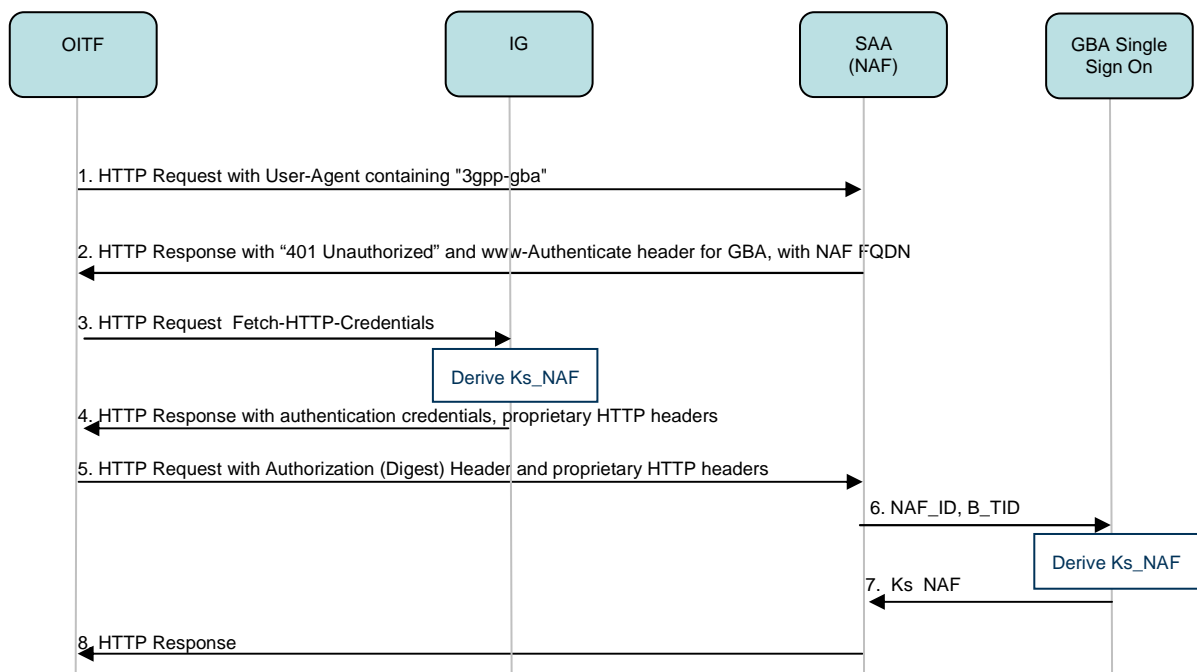 OITF
IG
SAA
(NAF)
GBA Single
Sign On
1. HTTP Request with User-Agent containing "3gpp-gba"
2. HTTP Response with “401 Unauthorized” and www-Authenticate header for GBA, with NAF FQDN
3. HTTP Request  Fetch-HTTP-Credentials
Derive Ks_NAF
4. HTTP Response with authentication credentials, proprietary HTTP headers
5. HTTP Request with Authorization (Digest) Header and proprietary HTTP headers
6. NAF_ID, B_TID
Derive Ks_NAF
7.  Ks  NAF
8. HTTP Response